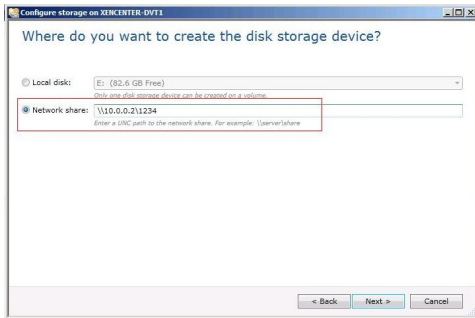 Configure storage on XENCENTER-DVT1
Where do you want to create the disk storage device?
Local disk: E: (82.6 GB Free)
Only one disk storage device can be created on a volume.
Network share: \\10.0.0.2\1234
Enter a UNC path to the network share. For example: \\server\share
< Back Next > Cancel